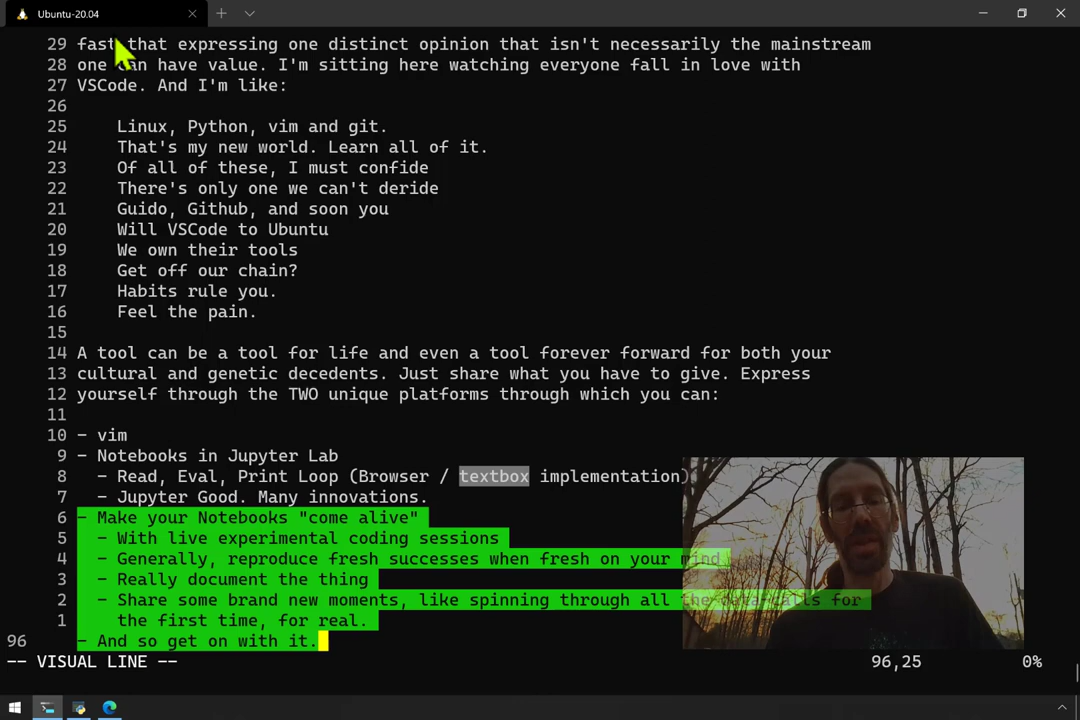 Ubuntu-20.04
29 fast that expressing one distinct opinion that isn't necessarily the mainstream
28 one can have value. I'm sitting here watching everyone fall in love with
27 VSCode. And I'm like:
26
25 Linux, Python, vim and git.
24 That's my new world. Learn all of it.
23 Of all of these, I must confide
22 There's only one we can't deride
21 Guido, Github, and soon you
20 Will VSCode to Ubuntu
19 We own their tools
18 Get off our chain?
17 Habits rule you.
16 Feel the pain.
15
14 A tool can be a tool for life and even a tool forever forward for both your
13 cultural and genetic decedents. Just share what you have to give. Express
12 yourself through the TWO unique platforms through which you can:
11
10 - vim
9 - Notebooks in Jupyter Lab
8 - Read, Eval, Print Loop (Browser / textbox implementation)
7 - Jupyter Good. Many innovations.
6 - Make your Notebooks "come alive"
5 - With live experimental coding sessions
4 - Generally, reproduce fresh successes when fresh on your mind
3 - Really document the thing
2 - Share some brand new moments, like spinning through all the data calls for
1 the first time, for real.
96 - And so get on with it.
-- VISUAL LINE -- 96,25 0%